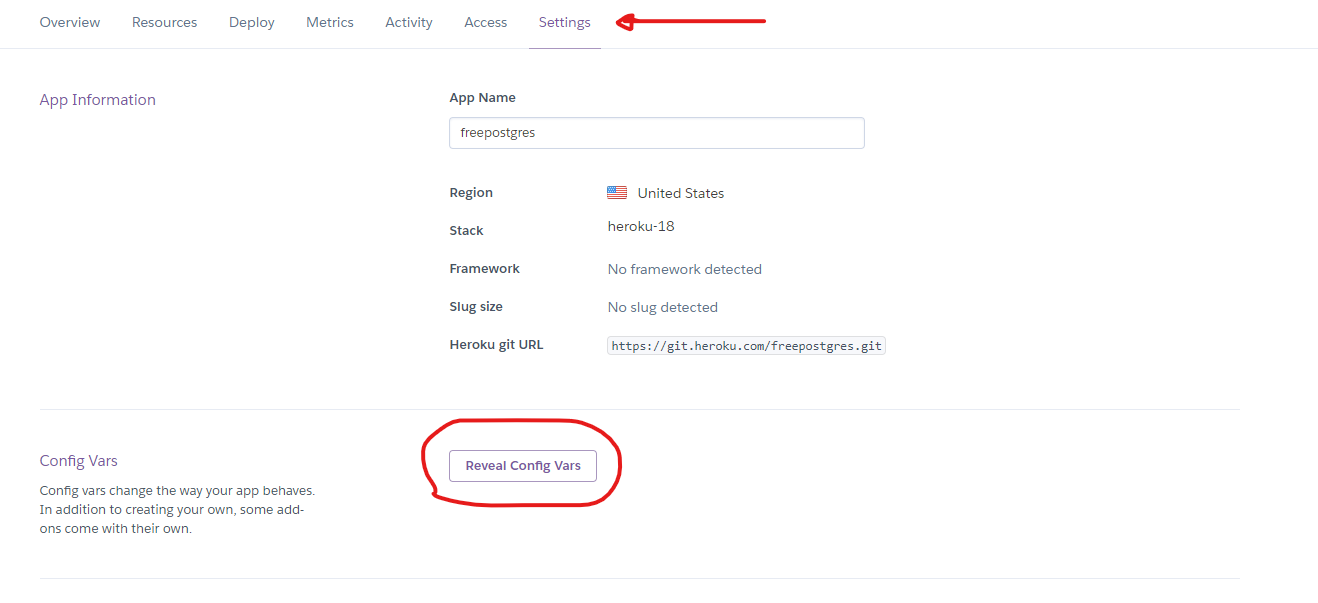 Overview Resources Deploy Metrics Activity Access Settings
App Information
App Name
freepostgres
Region United States
Stack heroku-18
Framework No framework detected
Slug size No slug detected
Heroku git URL https://git.heroku.com/freepostgres.git
Config Vars
Reveal Config Vars
Config vars change the way your app behaves.
In addition to creating your own, some add-
ons come with their own.